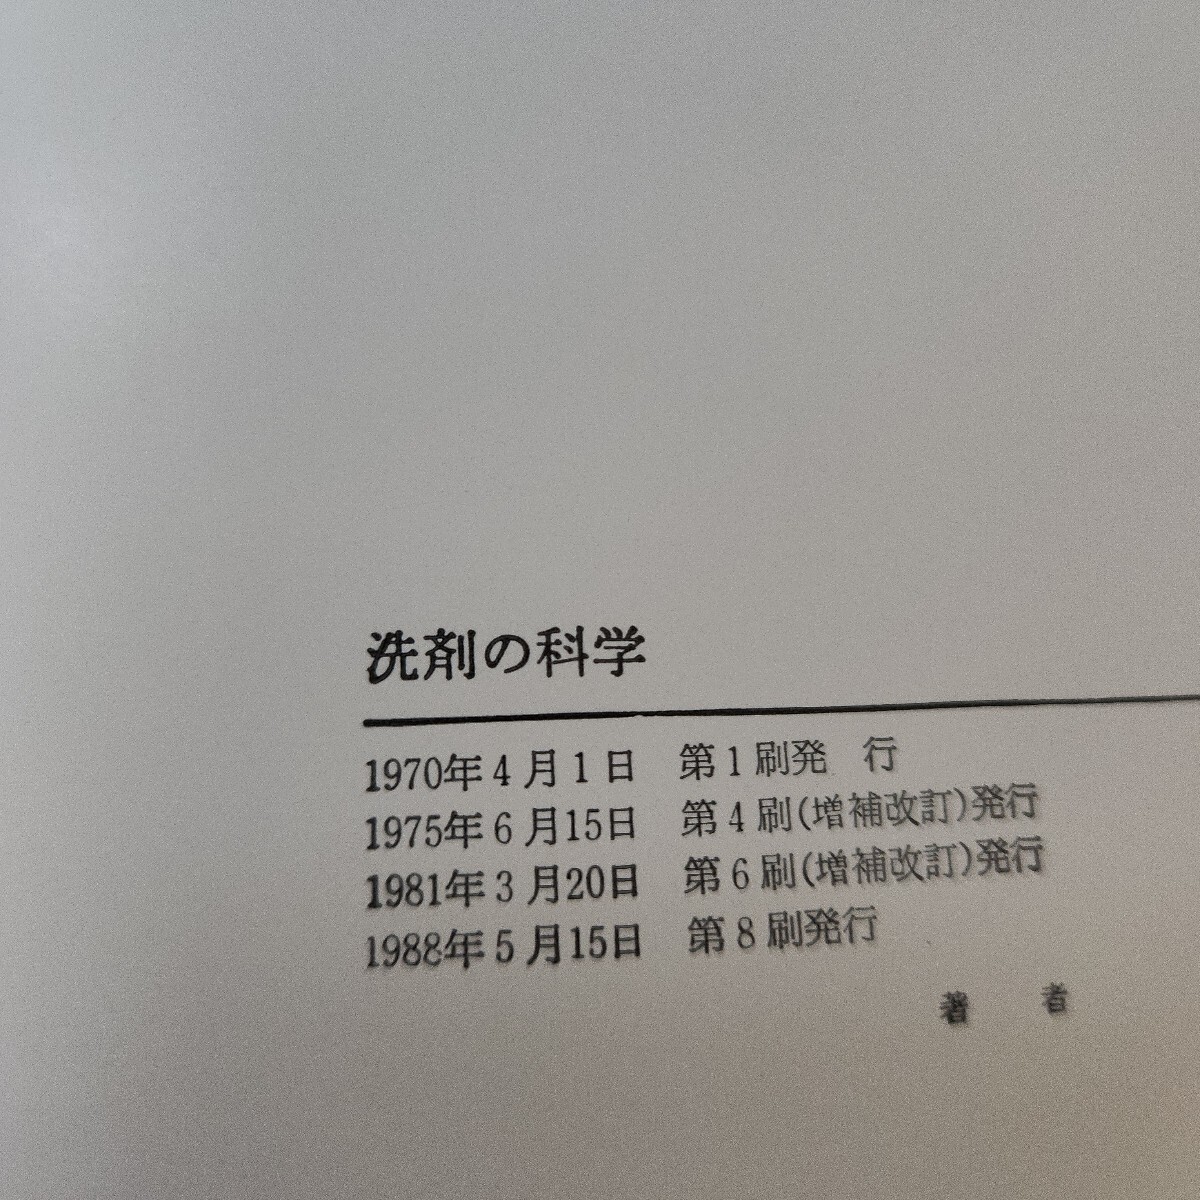 洗剤の科学
1970年4月1日　第1刷発　行
1975年6月15日　第4刷(増補改訂)発行
1981年3月20日　第6刷(増補改訂)発行
1988年5月15日　第8刷発行
著　　者